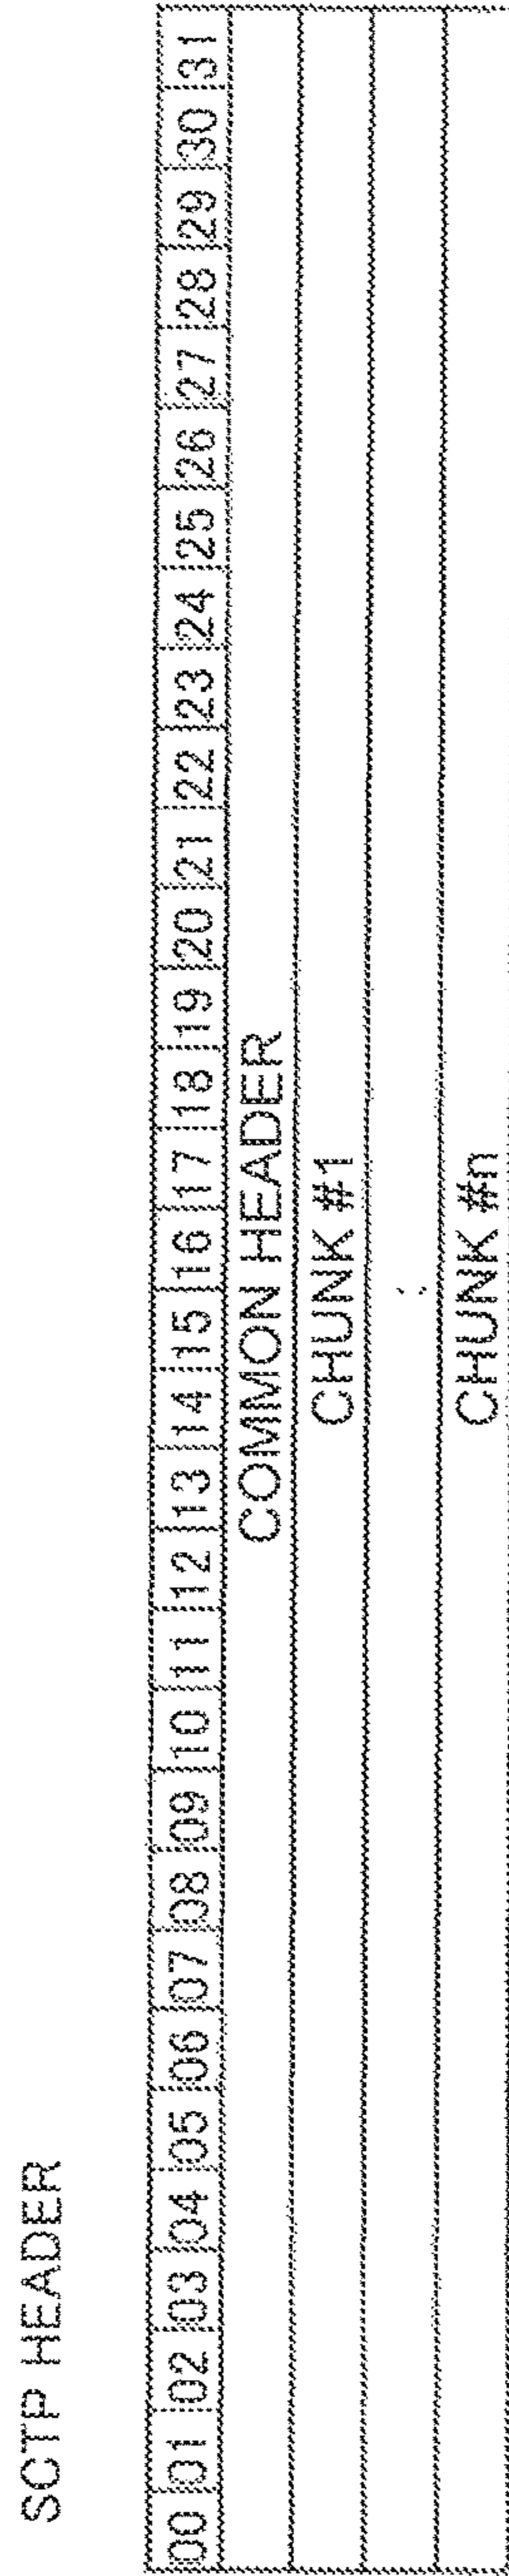 SCTP HEADER
00 01 02 03 04 05 06 07 08 09 10 11 12 13 14 15 16 17 18 19 20 21 22 23 24 25 26 27 28 29 30 31
COMMON HEADER
CHUNK #1
:
CHUNK #n